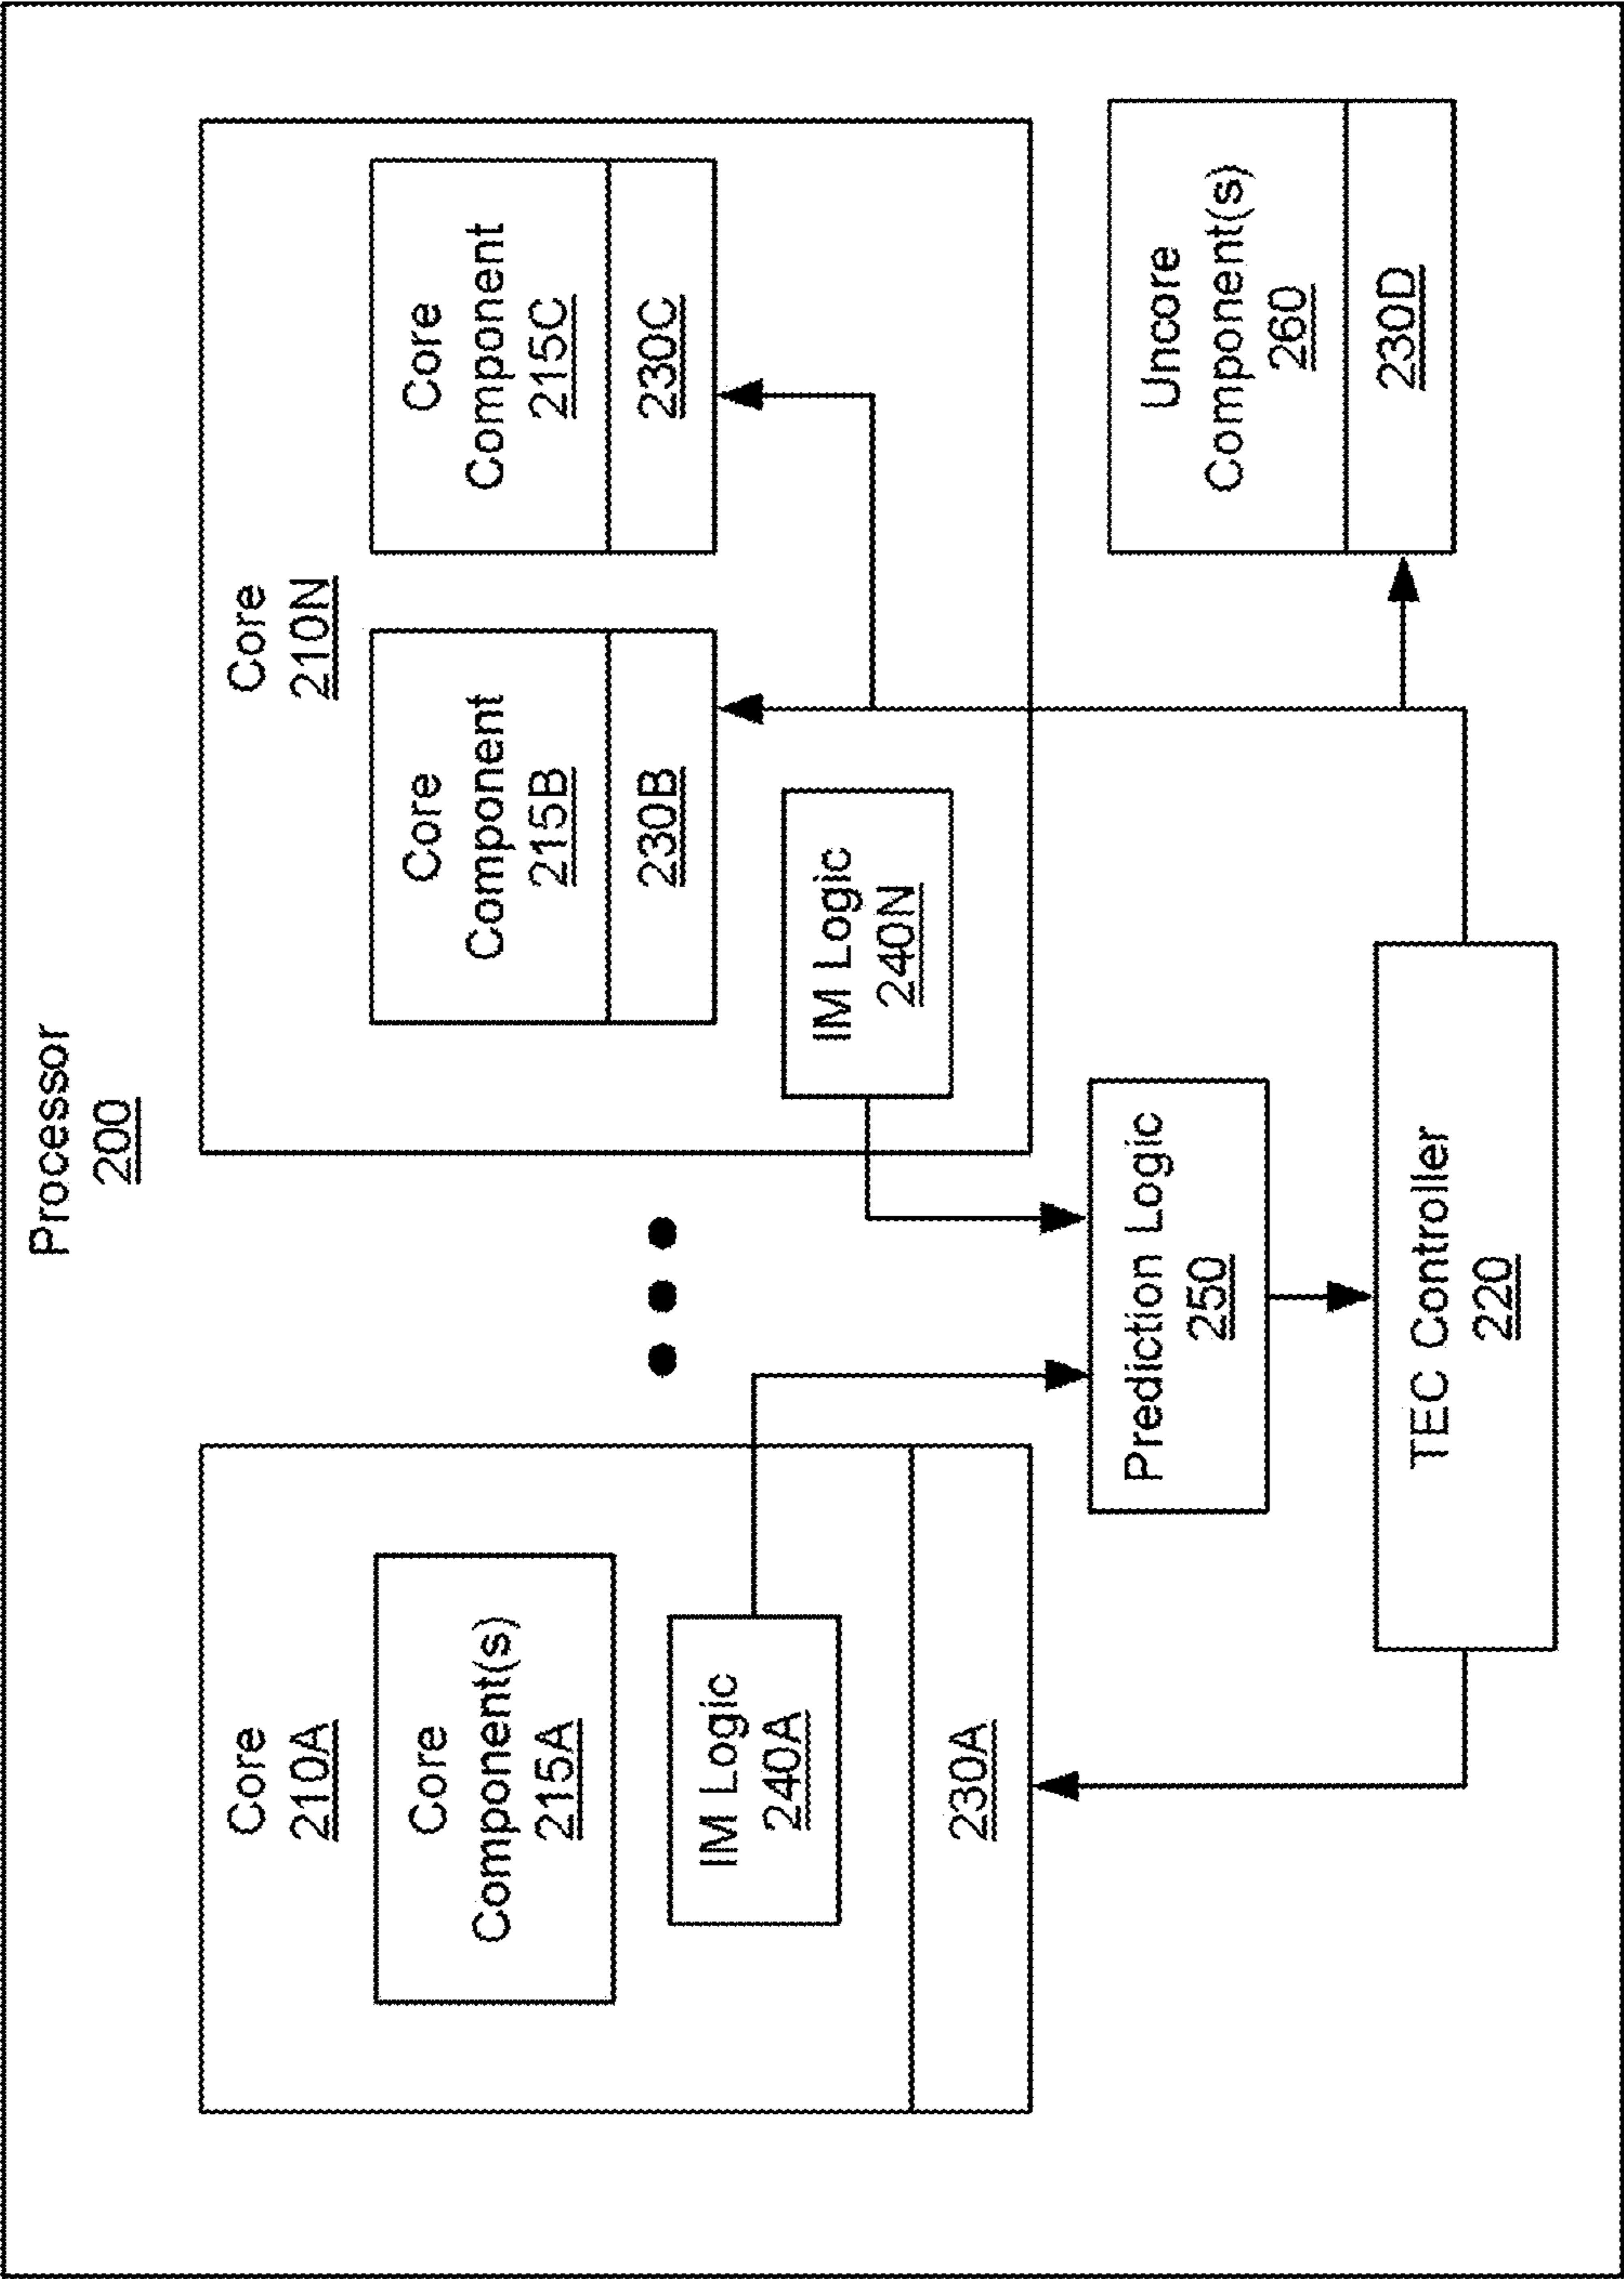 Processor
200
Core
210A
Core
Component(s)
215A
IM Logic
240A
230A
Core
210N
Core
Component
215B
230B
Core
Component
215C
230C
IM Logic
240N
Prediction Logic
250
TEC Controller
220
Uncore
Component(s)
260
230D